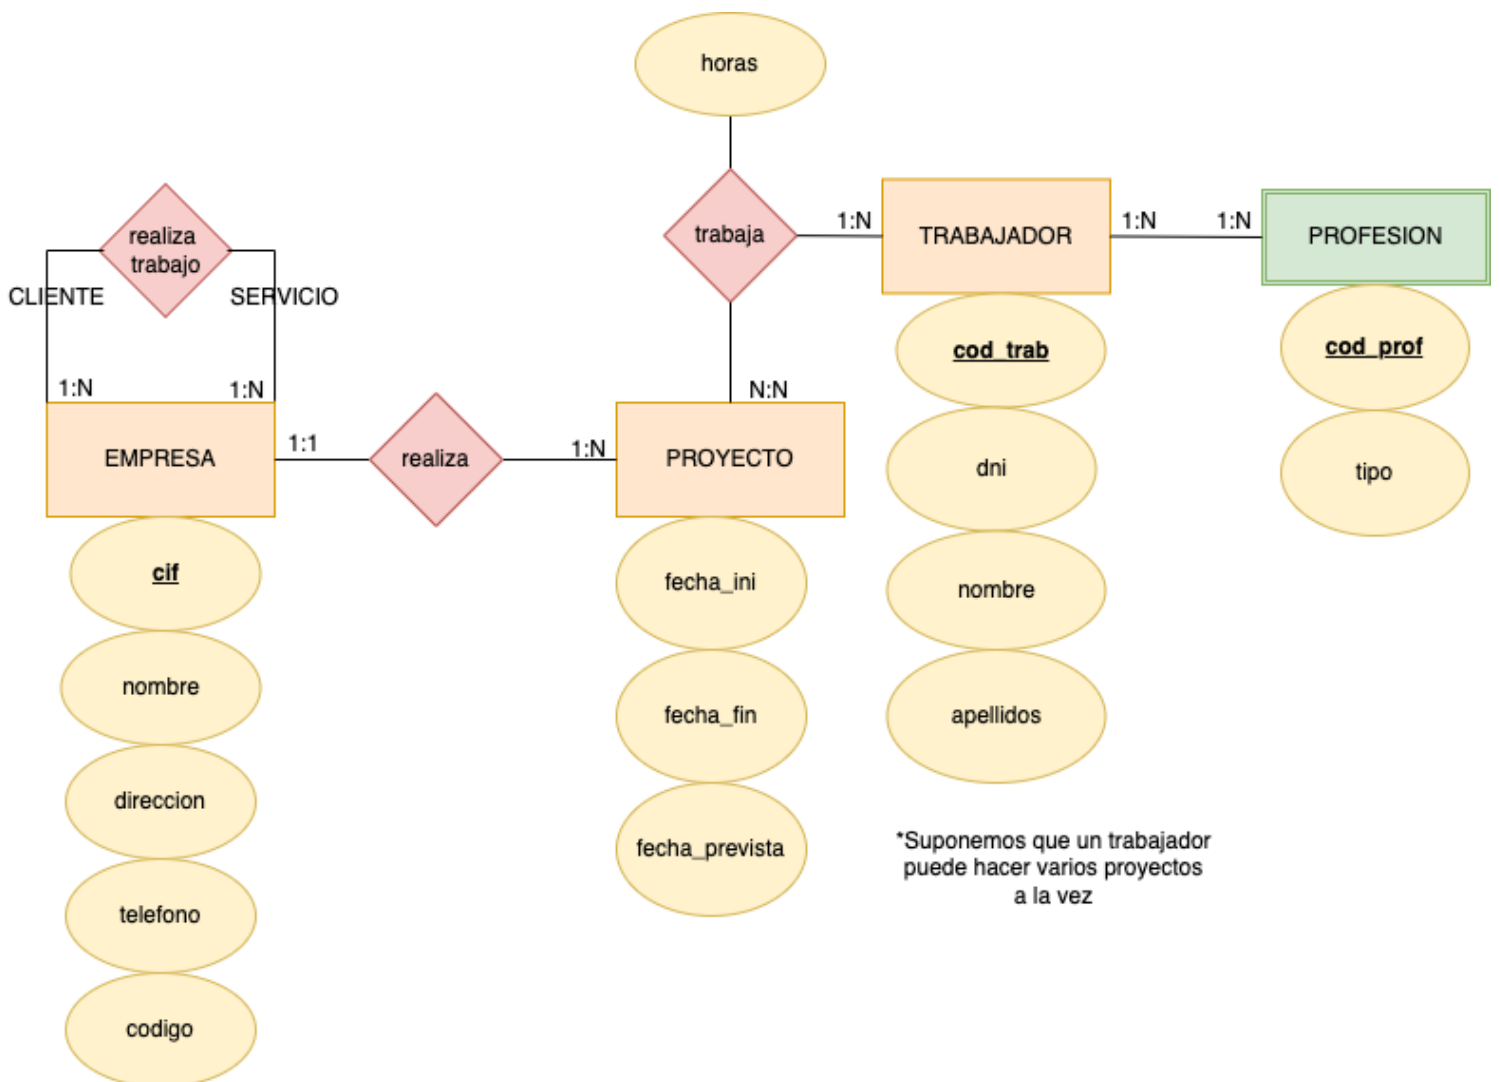 horas
trabaja
1:N
TRABAJADOR
1:N
1:N
PROFESION
realiza
trabajo
CLIENTE
SERVICIO
1:N
1:N
EMPRESA
1:1
realiza
1:N
N:N
PROYECTO
cif
nombre
direccion
telefono
codigo
fecha_ini
fecha_fin
fecha_prevista
cod_trab
dni
nombre
apellidos
cod_prof
tipo
*Suponemos que un trabajador
puede hacer varios proyectos
a la vez